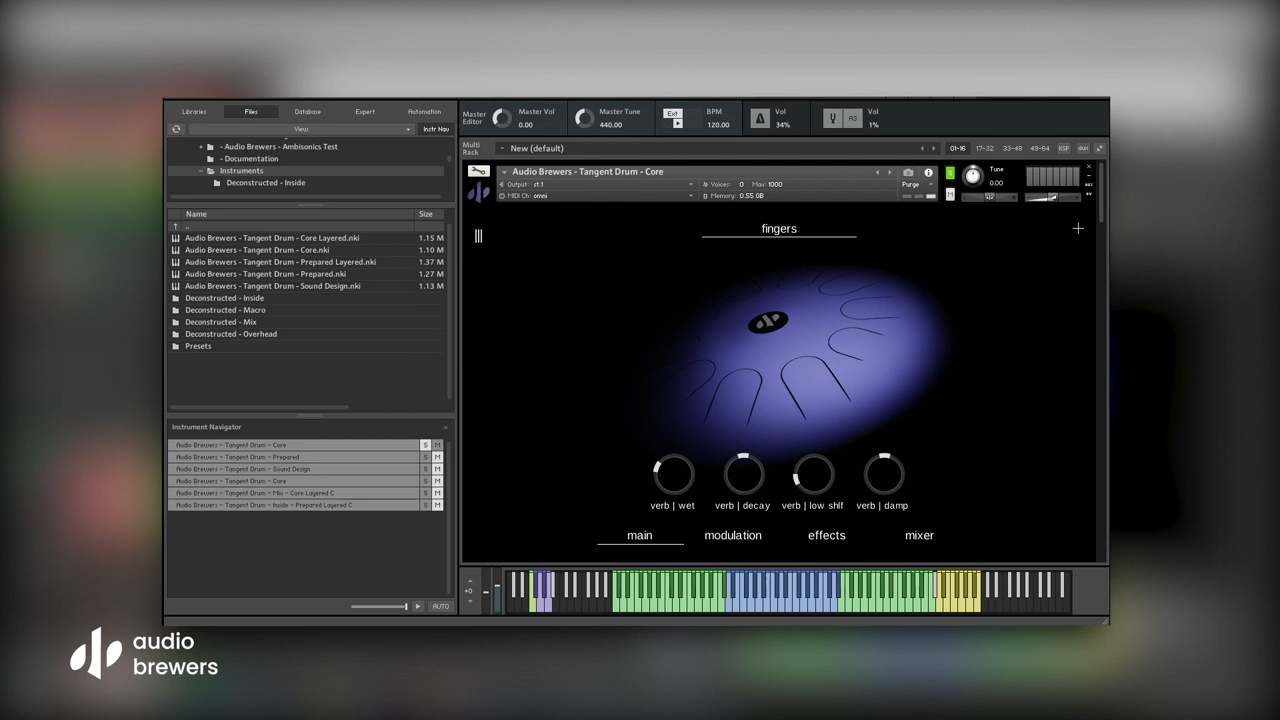 Libraries Files Database Expert Automation
View Instr Nav
- Audio Brewers - Ambisonics Test
- Documentation
Instruments
Deconstructed - Inside
Name Size
..
Audio Brewers - Tangent Drum - Core Layered.nki 1.15 M
Audio Brewers - Tangent Drum - Core.nki 1.10 M
Audio Brewers - Tangent Drum - Prepared Layered.nki 1.37 M
Audio Brewers - Tangent Drum - Prepared.nki 1.27 M
Audio Brewers - Tangent Drum - Sound Design.nki 1.13 M
Deconstructed - Inside
Deconstructed - Macro
Deconstructed - Mix
Deconstructed - Overhead
Presets
Instrument Navigator
Audio Brewers - Tangent Drum - Core S M
Audio Brewers - Tangent Drum - Prepared S M
Audio Brewers - Tangent Drum - Sound Design S M
Audio Brewers - Tangent Drum - Core S M
Audio Brewers - Tangent Drum - Mix - Core Layered C S M
Audio Brewers - Tangent Drum - Inside - Prepared Layered C S M
AUTO
Master Editor
Master Vol 0.00
Master Tune 440.00
Ext
BPM 120.00
Vol 34%
A3
Vol 1%
Multi Rack
New (default)
01-16 17-32 33-48 49-64 KSP AUX
Audio Brewers - Tangent Drum - Core
Output: st.1 Voices: 0 Max: 1000 Purge
MIDI Ch: omni Memory: 0.55 GB
S
M
Tune 0.00
fingers
verb | wet verb | decay verb | low shlf verb | damp
main modulation effects mixer
+0
audio
brewers